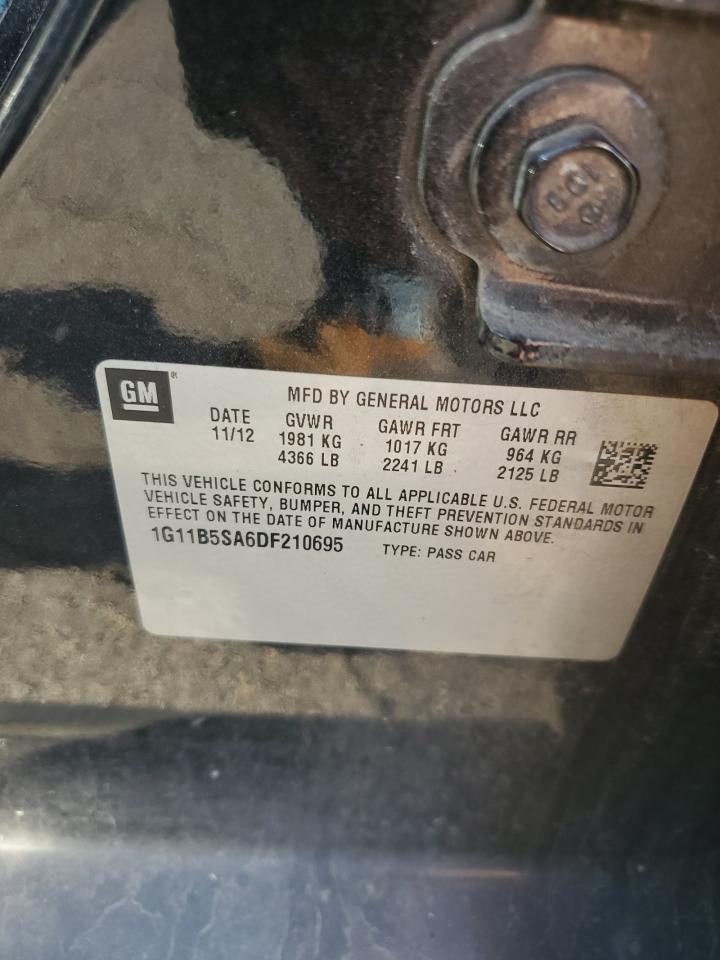 GM
MFD BY GENERAL MOTORS LLC
DATE GVWR GAWR FRT GAWR RR
11/12 1981 KG 1017 KG 964 KG
4366 LB 2241 LB 2125 LB
THIS VEHICLE CONFORMS TO ALL APPLICABLE U.S. FEDERAL MOTOR
VEHICLE SAFETY, BUMPER, AND THEFT PREVENTION STANDARDS IN
EFFECT ON THE DATE OF MANUFACTURE SHOWN ABOVE.
1G11B5SA6DF210695 TYPE: PASS CAR